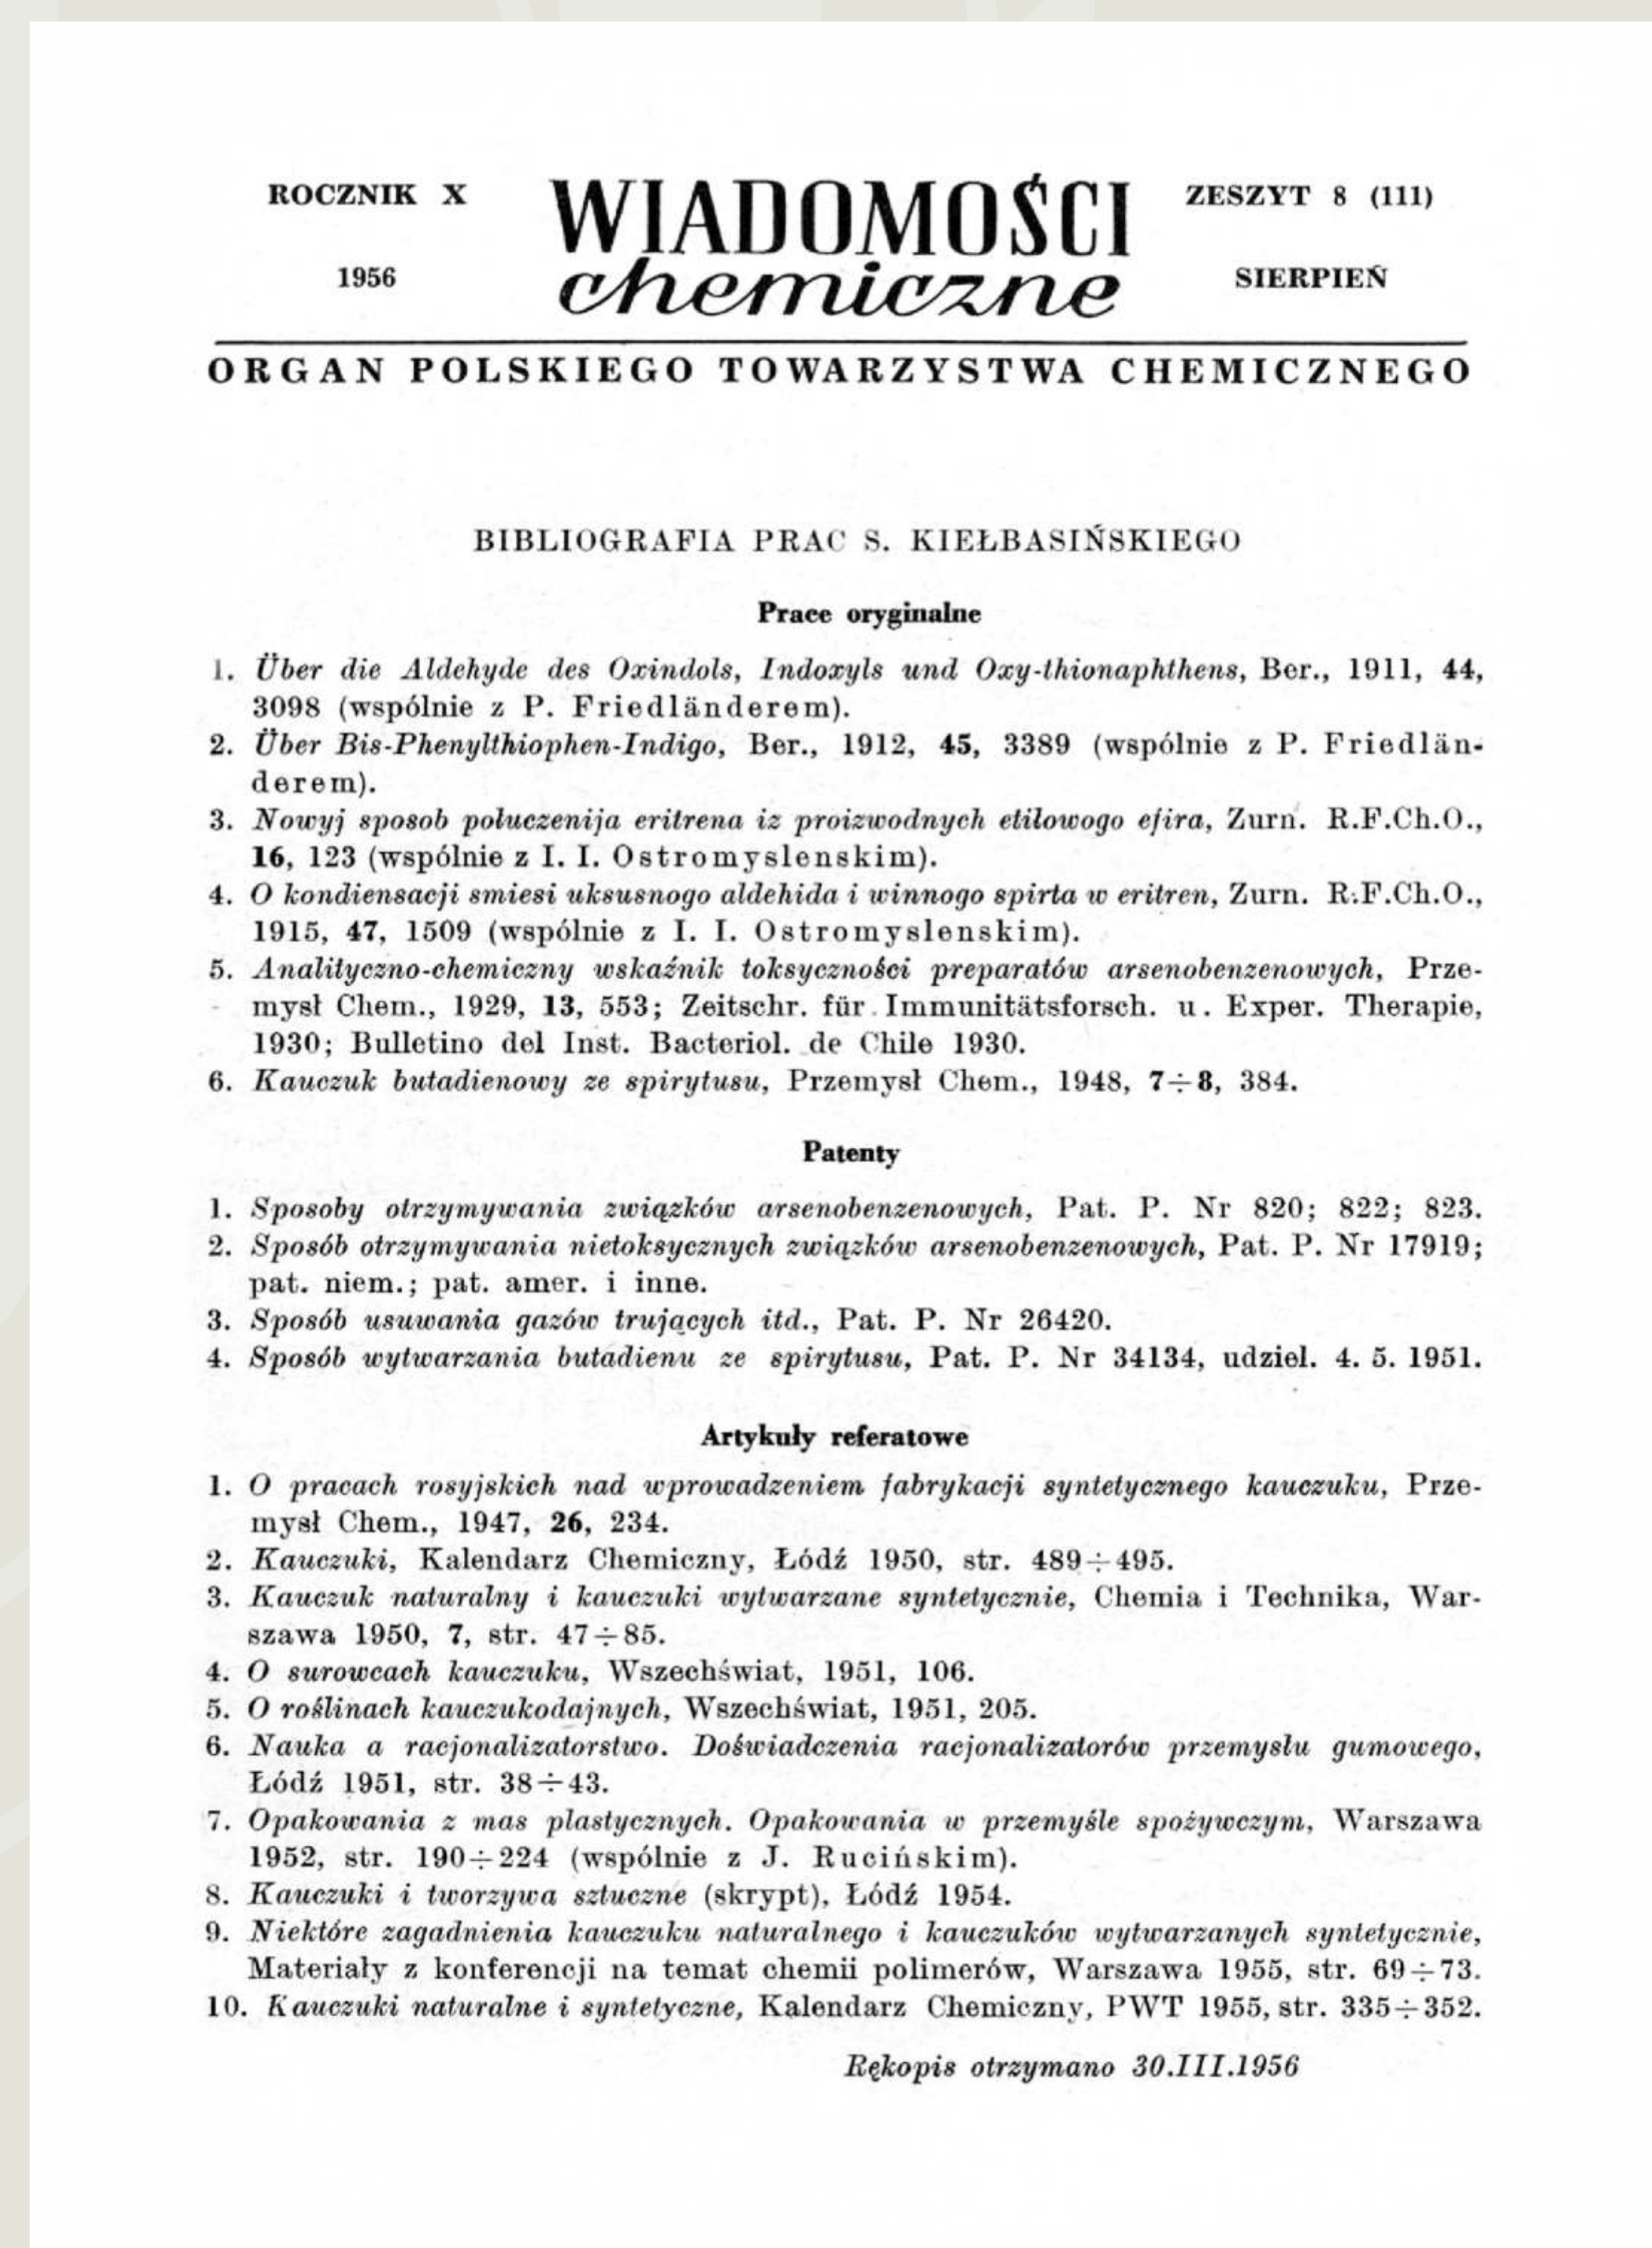 ROCZNIK X
WIADOMOŚCI
ZESZYT 8 (111)
1956
chemiczne
SIERPIEŃ
ORGAN POLSKIEGO TOWARZYSTWA CHEMICZNEGO
BIBLIOGRAFIA PRAC S. KIEŁBASIŃSKIEGO
Prace oryginalne
1. Über die Aldehyde des Oxindols, Indoxyls und Oxy-thionaphthens, Ber., 1911, 44,
3098 (wspólnie z P. Friedländerem).
2. Über Bis-Phenylthiophen-Indigo, Ber., 1912, 45, 3389 (wspólnie z P. Friedlän-
derem).
3. Nowyj sposob połuczenija eritrena iz proizwodnych etilowogo efira, Zurn. R.F.Ch.O.,
16, 123 (wspólnie z I. I. Ostromyslenskim).
4. O kondiensacji smiesi uksusnogo aldehida i winnogo spirta w eritren, Zurn. R.F.Ch.O.,
1915, 47, 1509 (wspólnie z I. I. Ostromyslenskim).
5. Analityczno-chemiczny wskaźnik toksyczności preparatów arsenobenzenowych, Prze-
mysł Chem., 1929, 13, 553; Zeitschr. für Immunitätsforsch. u. Exper. Therapie,
1930; Bulletino del Inst. Bacteriol. de Chile 1930.
6. Kauczuk butadienowy ze spirytusu, Przemysł Chem., 1948, 7÷8, 384.
Patenty
1. Sposoby otrzymywania związków arsenobenzenowych, Pat. P. Nr 820; 822; 823.
2. Sposób otrzymywania nietoksycznych związków arsenobenzenowych, Pat. P. Nr 17919;
pat. niem.; pat. amer. i inne.
3. Sposób usuwania gazów trujących itd., Pat. P. Nr 26420.
4. Sposób wytwarzania butadienu ze spirytusu, Pat. P. Nr 34134, udziel. 4. 5. 1951.
Artykuły referatowe
1. O pracach rosyjskich nad wprowadzeniem fabrykacji syntetycznego kauczuku, Prze-
mysł Chem., 1947, 26, 234.
2. Kauczuki, Kalendarz Chemiczny, Łódź 1950, str. 489÷495.
3. Kauczuk naturalny i kauczuki wytwarzane syntetycznie, Chemia i Technika, War-
szawa 1950, 7, str. 47÷85.
4. O surowcach kauczuku, Wszechświat, 1951, 106.
5. O roślinach kauczukodajnych, Wszechświat, 1951, 205.
6. Nauka a racjonalizatorstwo. Doświadczenia racjonalizatorów przemysłu gumowego,
Łódź 1951, str. 38÷43.
7. Opakowania z mas plastycznych. Opakowania w przemyśle spożywczym, Warszawa
1952, str. 190÷224 (wspólnie z J. Rucińskim).
8. Kauczuki i tworzywa sztuczne (skrypt), Łódź 1954.
9. Niektóre zagadnienia kauczuku naturalnego i kauczuków wytwarzanych syntetycznie,
Materiały z konferencji na temat chemii polimerów, Warszawa 1955, str. 69÷73.
10. Kauczuki naturalne i syntetyczne, Kalendarz Chemiczny, PWT 1955, str. 335÷352.
Rękopis otrzymano 30.III.1956